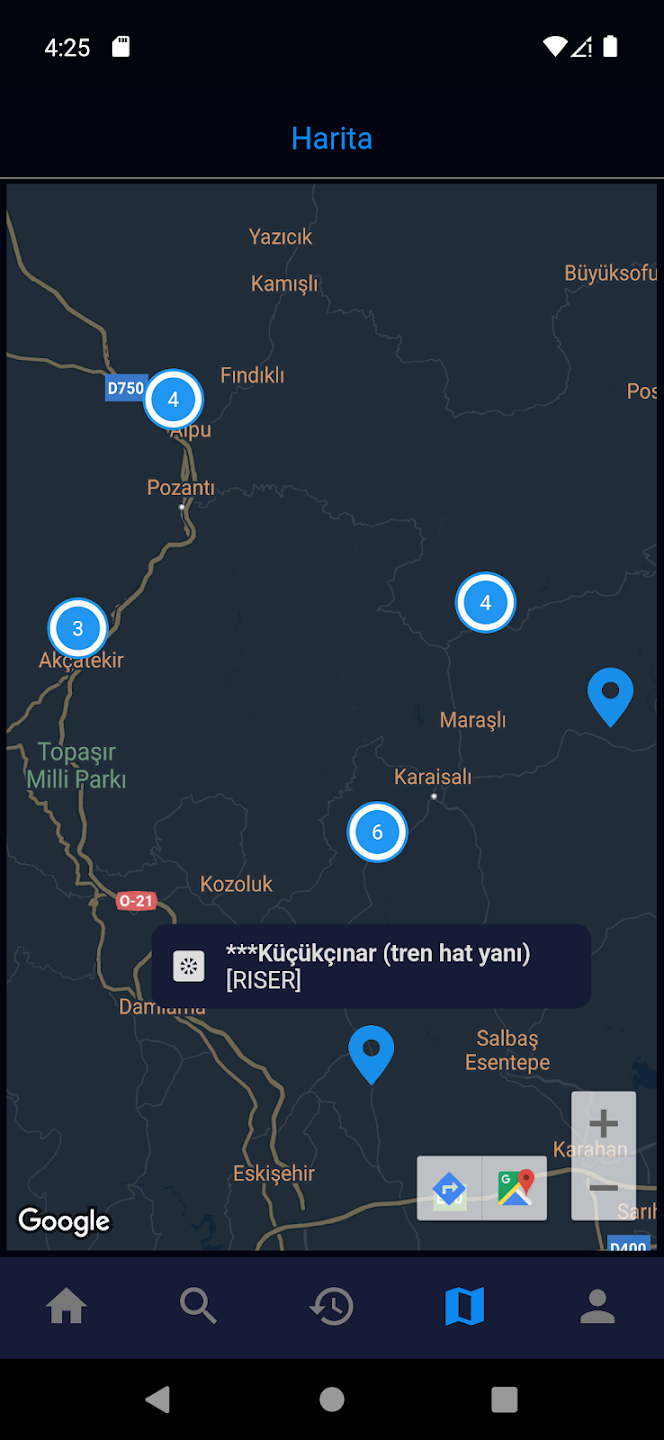 4:25
Harita
Yazıcık
Büyüksofu
Kamışlı
Fındıklı
D750
4
Pos
Alpu
Pozantı
4
3
Akçatekir
Maraşlı
Topaşır
Milli Parkı
Karaisalı
6
Kozoluk
O-21
***Küçükçınar (tren hat yanı)
[RISER]
Damlama
Salbaş
Esentepe
+
Karahan
Eskişehir
G
−
Sarıh
Google
D400